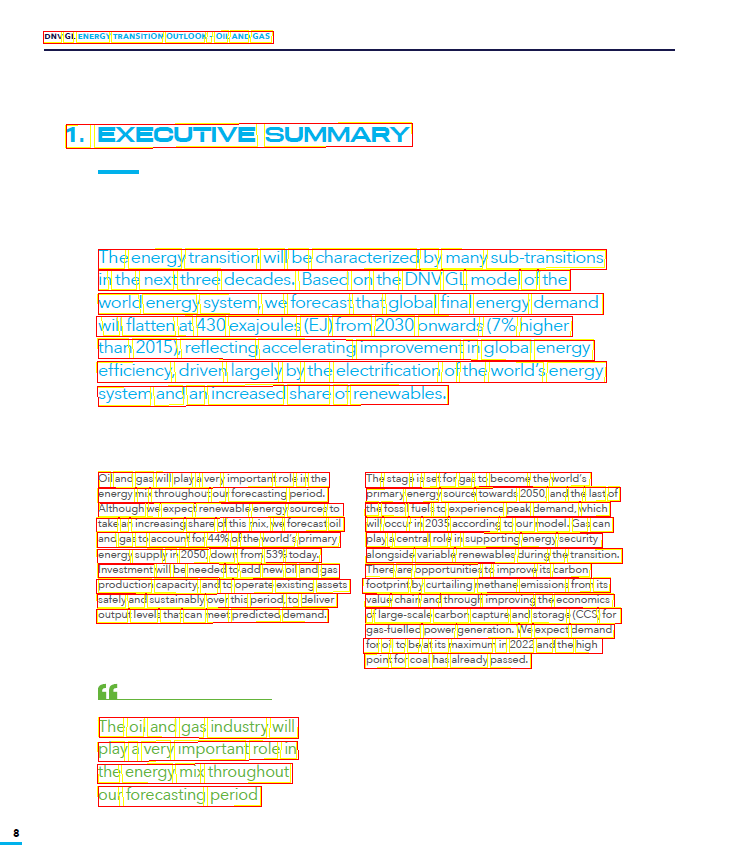 DNV GL ENERGY TRANSITION OUTLOOK – OIL AND GAS
1. EXECUTIVE SUMMARY
The energy transition will be characterized by many sub-transitions
in the next three decades. Based on the DNV GL model of the
world energy system, we forecast that global final energy demand
will flatten at 430 exajoules (EJ) from 2030 onwards (7% higher
than 2015), reflecting accelerating improvement in global energy
efficiency, driven largely by the electrification of the world’s energy
system and an increased share of renewables.
Oil and gas will play a very important role in the
energy mix throughout our forecasting period.
Although we expect renewable energy sources to
take an increasing share of this mix, we forecast oil
and gas to account for 44% of the world’s primary
energy supply in 2050, down from 53% today.
Investment will be needed to add new oil and gas
production capacity, and to operate existing assets
safely and sustainably over this period, to deliver
output levels that can meet predicted demand.
The stage is set for gas to become the world’s
primary energy source towards 2050, and the last of
the fossil fuels to experience peak demand, which
will occur in 2035 according to our model. Gas can
play a central role in supporting energy security
alongside variable renewables during the transition.
There are opportunities to improve its carbon
footprint by curtailing methane emissions from its
value chain and through improving the economics
of large-scale carbon capture and storage (CCS) for
gas-fuelled power generation. We expect demand
for oil to be at its maximum in 2022 and the high
point for coal has already passed.
“
The oil and gas industry will
play a very important role in
the energy mix throughout
our forecasting period
8